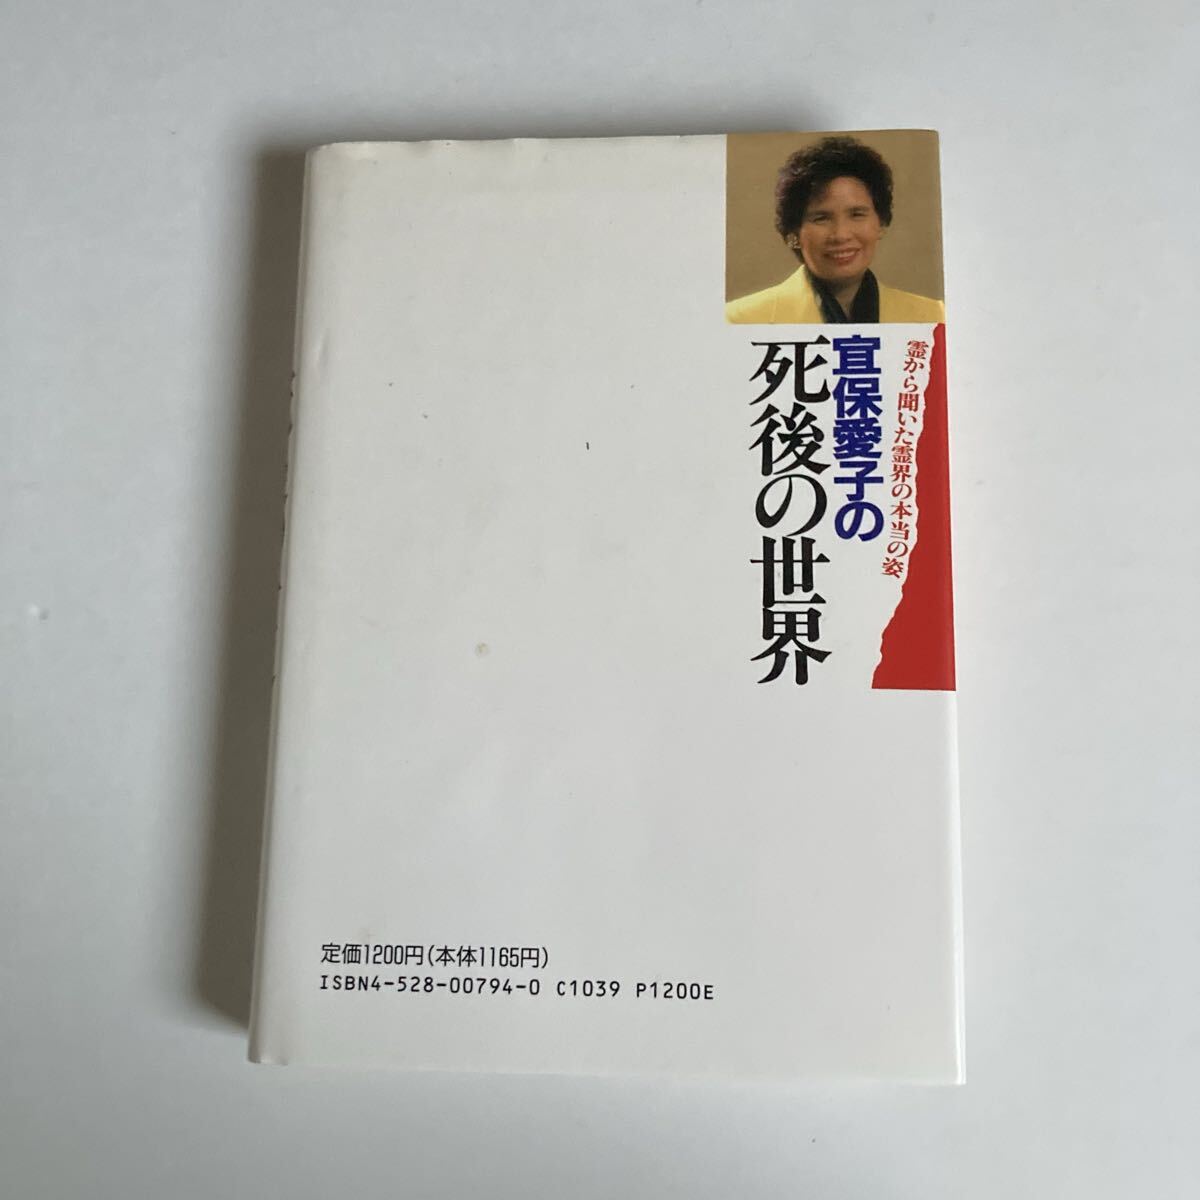 霊から聞いた霊界の本当の姿
宜保愛子の
死後の世界
定価1200円(本体1165円)
ISBN4-528-00794-0 C1039 P1200E